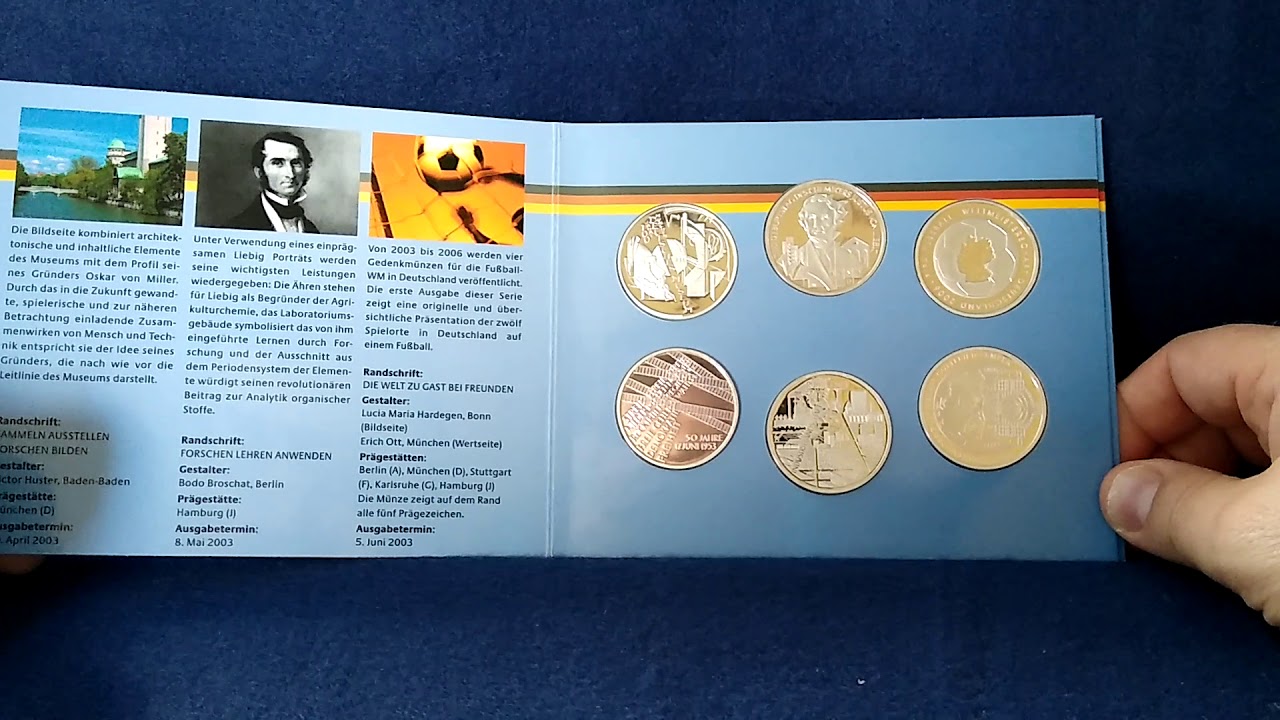 Die Bildseite kombiniert architek-
tonische und inhaltliche Elemente
des Museums mit dem Profil sei-
nes Gründers Oskar von Miller.
Durch das in die Zukunft gewand-
te, spielerische und zur näheren
Betrachtung einladende Zusam-
menwirken von Mensch und Tech-
nik entspricht sie der Idee seines
Gründers, die nach wie vor die
Leitlinie des Museums darstellt.
Randschrift:
AMMELN AUSSTELLEN
ORSCHEN BILDEN
estalter:
ictor Huster, Baden-Baden
rägestätte:
ünchen (D)
usgabetermin:
. April 2003
Unter Verwendung eines einpräg-
samen Liebig Porträts werden
seine wichtigsten Leistungen
wiedergegeben: Die Ähren stehen
für Liebig als Begründer der Agri-
kulturchemie, das Laboratoriums-
gebäude symbolisiert das von ihm
eingeführte Lernen durch For-
schung und der Ausschnitt aus
dem Periodensystem der Elemen-
te würdigt seinen revolutionären
Beitrag zur Analytik organischer
Stoffe.
Randschrift:
FORSCHEN LEHREN ANWENDEN
Gestalter:
Bodo Broschat, Berlin
Prägestätte:
Hamburg (J)
Ausgabetermin:
8. Mai 2003
Von 2003 bis 2006 werden vier
Gedenkmünzen für die Fußball-
WM in Deutschland veröffentlicht.
Die erste Ausgabe dieser Serie
zeigt eine originelle und über-
sichtliche Präsentation der zwölf
Spielorte in Deutschland auf
einem Fußball.
Randschrift:
DIE WELT ZU GAST BEI FREUNDEN
Gestalter:
Lucia Maria Hardegen, Bonn
(Bildseite)
Erich Ott, München (Wertseite)
Prägestätten:
Berlin (A), München (D), Stuttgart
(F), Karlsruhe (G), Hamburg (J)
Die Münze zeigt auf dem Rand
alle fünf Prägezeichen.
Ausgabetermin:
5. Juni 2003
50 JAHRE
17. JUNI 1953